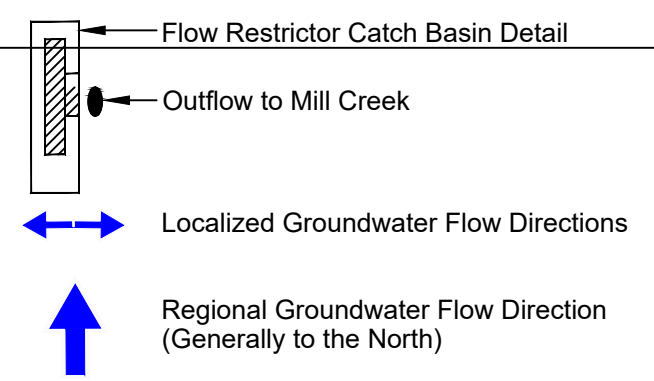 Flow Restrictor Catch Basin Detail
Outflow to Mill Creek
Localized Groundwater Flow Directions
Regional Groundwater Flow Direction
(Generally to the North)